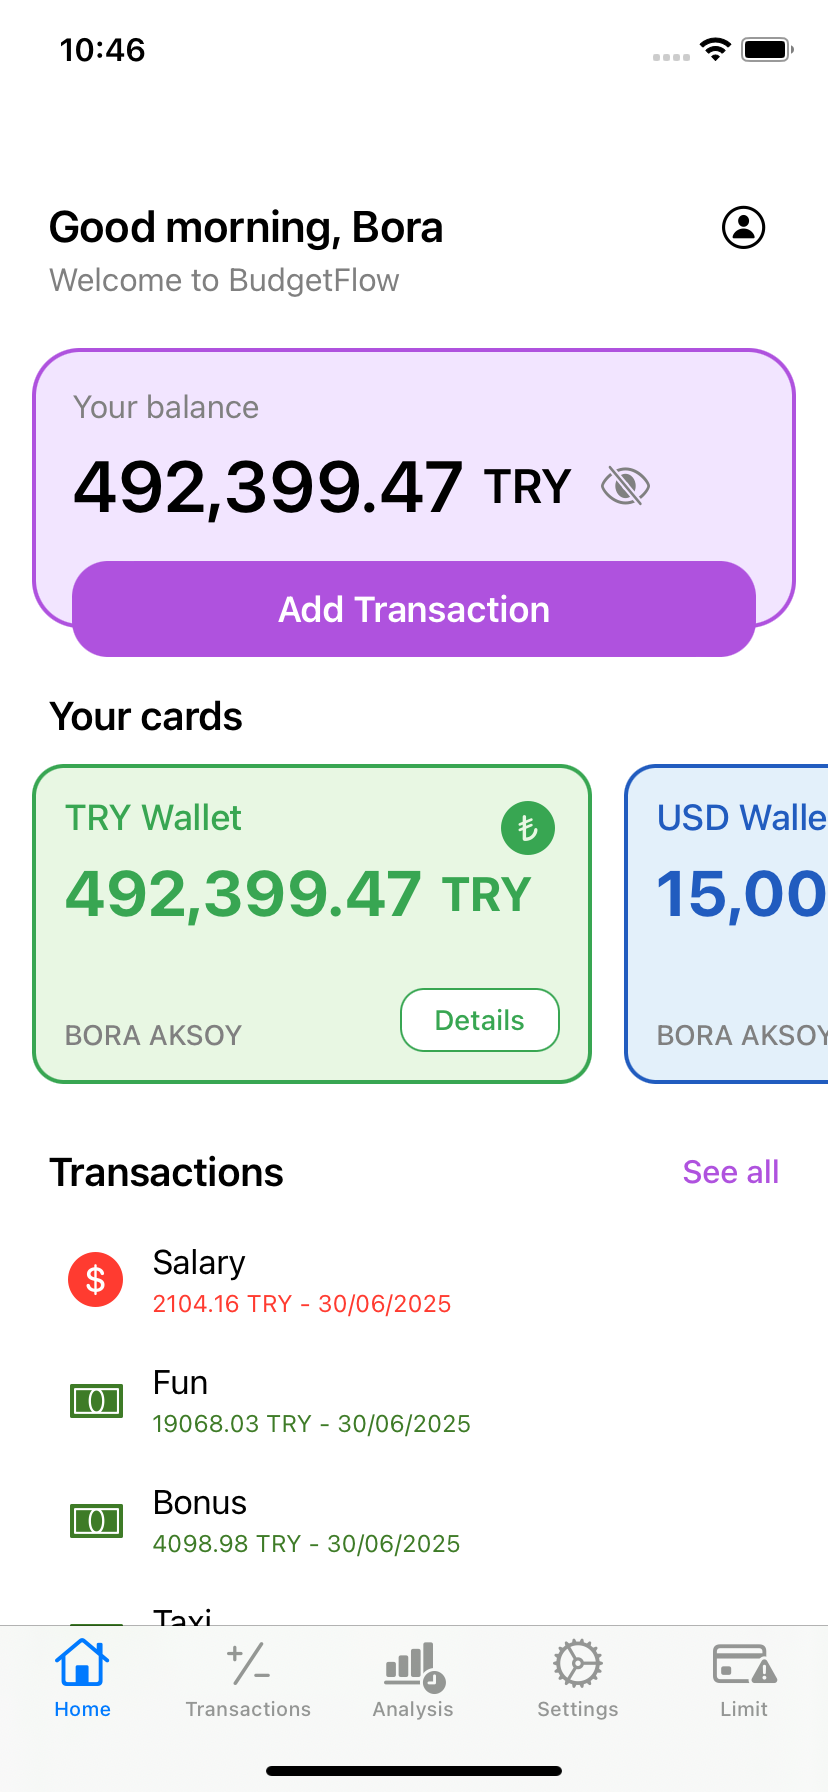 10:46
Good morning, Bora
Welcome to BudgetFlow
Your balance
492,399.47 TRY
Add Transaction
Your cards
TRY Wallet
₺
492,399.47 TRY
BORA AKSOY
Details
USD Walle
15,00
BORA AKSOY
Transactions
See all
$
Salary
2104.16 TRY - 30/06/2025
Fun
19068.03 TRY - 30/06/2025
Bonus
4098.98 TRY - 30/06/2025
Taxi
Home
Transactions
Analysis
Settings
Limit